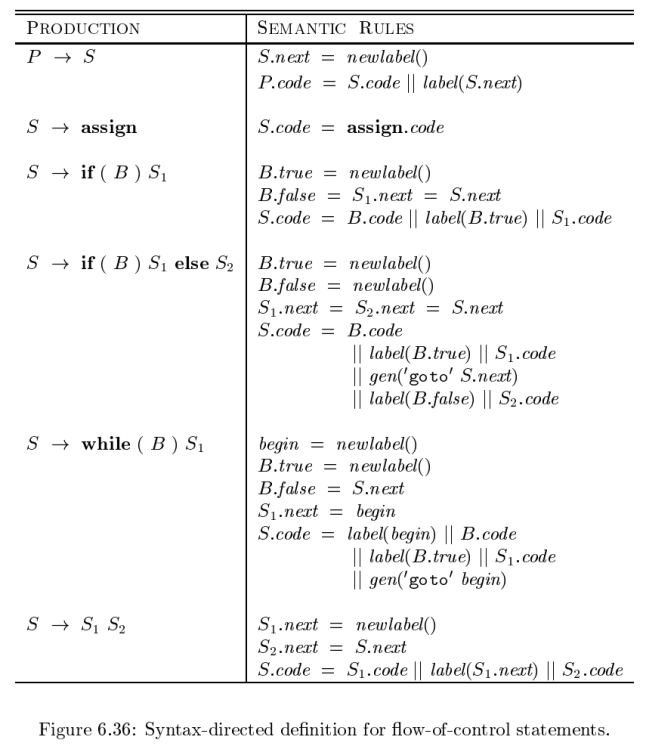 PRODUCTION SEMANTIC RULES
P → S S.next = newlabel()
P.code = S.code || label(S.next)
S → assign S.code = assign.code
S → if ( B ) S₁ B.true = newlabel()
B.false = S₁.next = S.next
S.code = B.code || label(B.true) || S₁.code
S → if ( B ) S₁ else S₂ B.true = newlabel()
B.false = newlabel()
S₁.next = S₂.next = S.next
S.code = B.code
|| label(B.true) || S₁.code
|| gen('goto' S.next)
|| label(B.false) || S₂.code
S → while ( B ) S₁ begin = newlabel()
B.true = newlabel()
B.false = S.next
S₁.next = begin
S.code = label(begin) || B.code
|| label(B.true) || S₁.code
|| gen('goto' begin)
S → S₁ S₂ S₁.next = newlabel()
S₂.next = S.next
S.code = S₁.code || label(S₁.next) || S₂.code
Figure 6.36: Syntax-directed definition for flow-of-control statements.